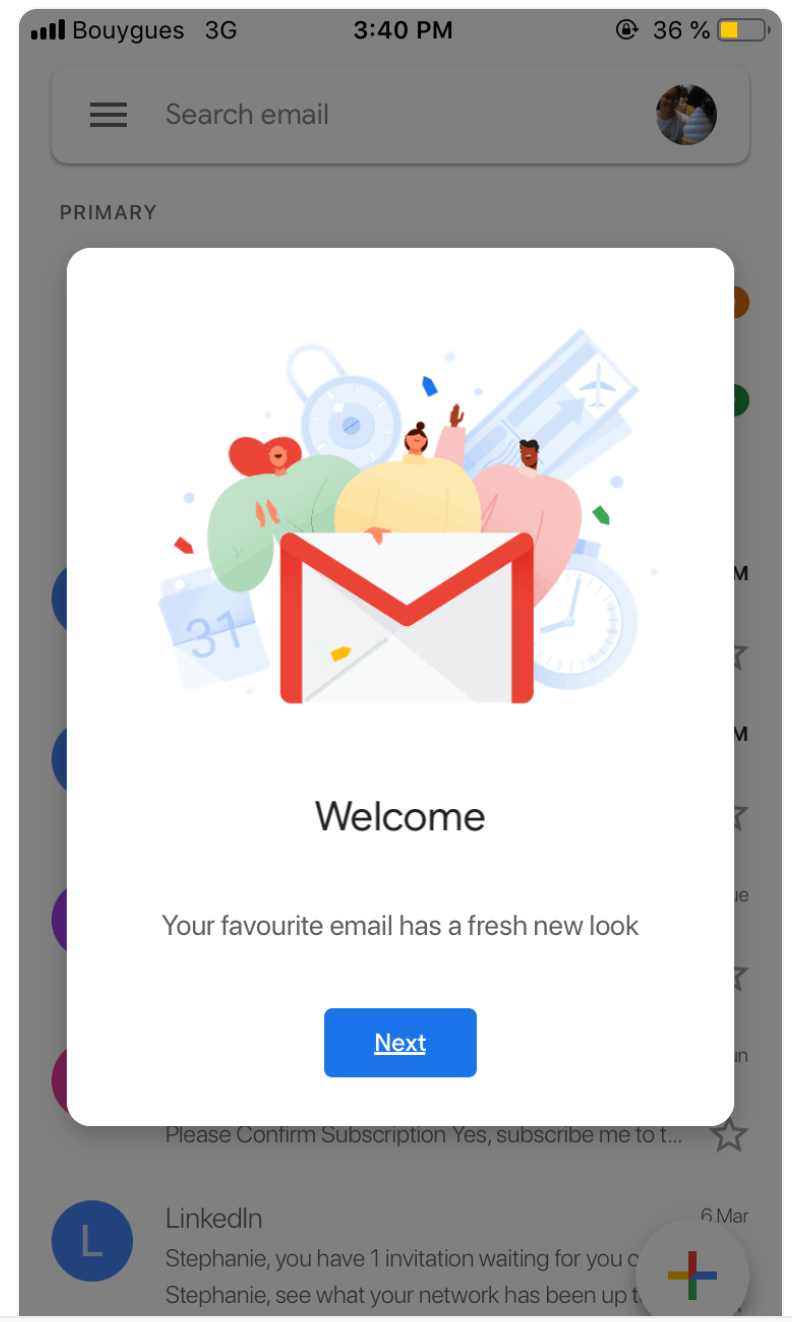 Bouygues 3G 3:40 PM 36 %
Search email
PRIMARY
31
Welcome
Your favourite email has a fresh new look
Next
Please Confirm Subscription Yes, subscribe me to t...
LinkedIn 6 Mar
L
Stephanie, you have 1 invitation waiting for you
Stephanie, see what your network has been up